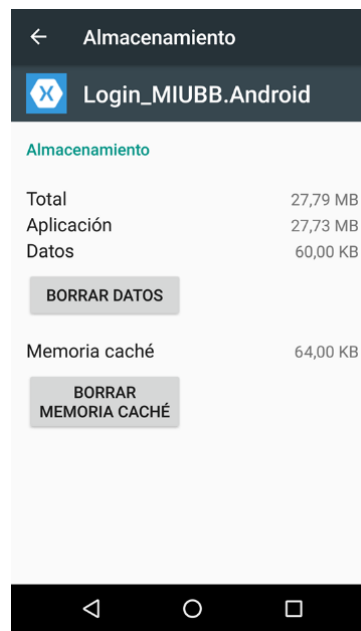 Almacenamiento
Login_MIUBB.Android
Almacenamiento
Total 27,79 MB
Aplicación 27,73 MB
Datos 60,00 KB
BORRAR DATOS
Memoria caché 64,00 KB
BORRAR
MEMORIA CACHÉ